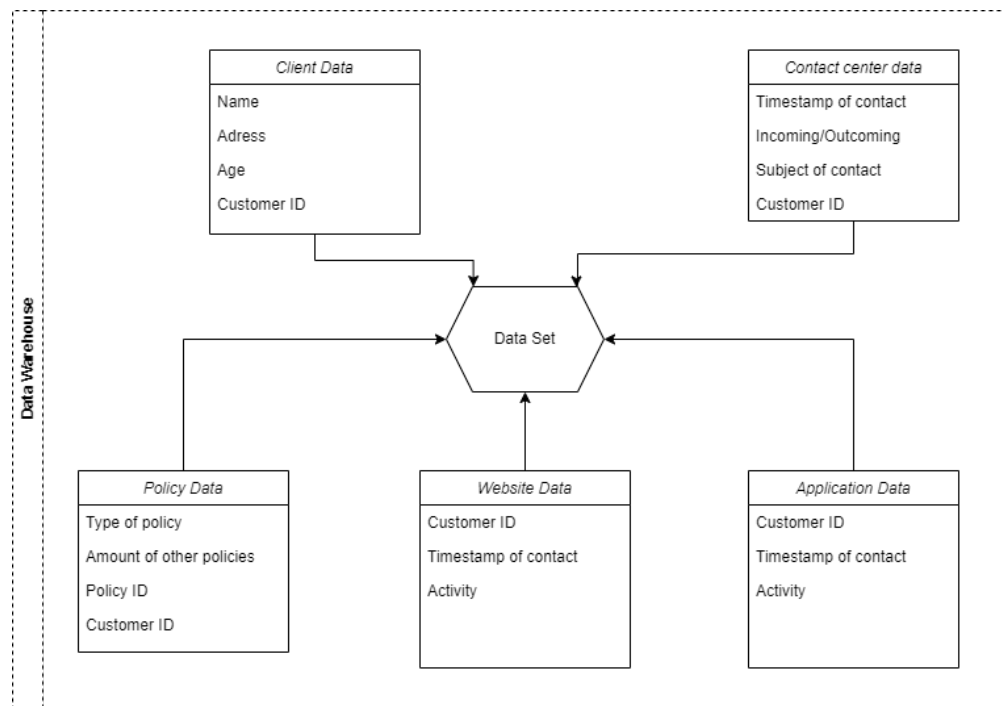 Data Warehouse
Client Data
Name
Adress
Age
Customer ID
Contact center data
Timestamp of contact
Incoming/Outcoming
Subject of contact
Customer ID
Data Set
Policy Data
Type of policy
Amount of other policies
Policy ID
Customer ID
Website Data
Customer ID
Timestamp of contact
Activity
Application Data
Customer ID
Timestamp of contact
Activity